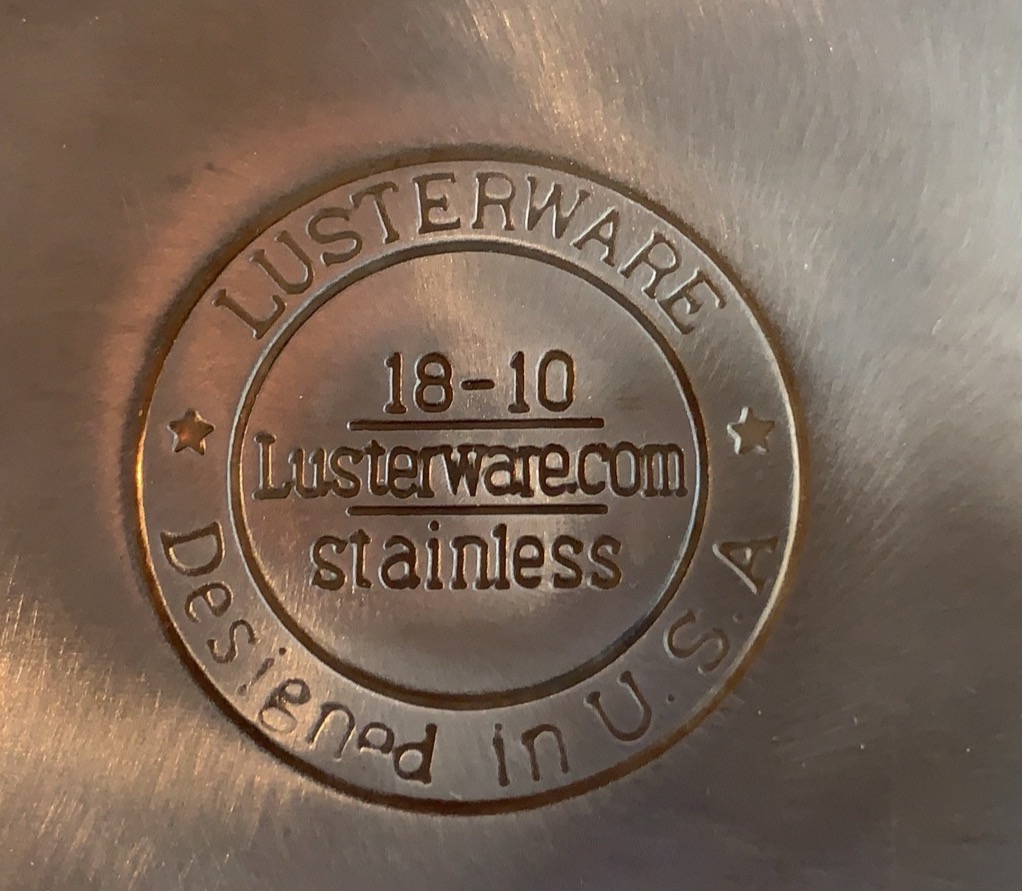 LUSTERWARE
18-10
Lusterware.com
stainless
Designed in U.S.A